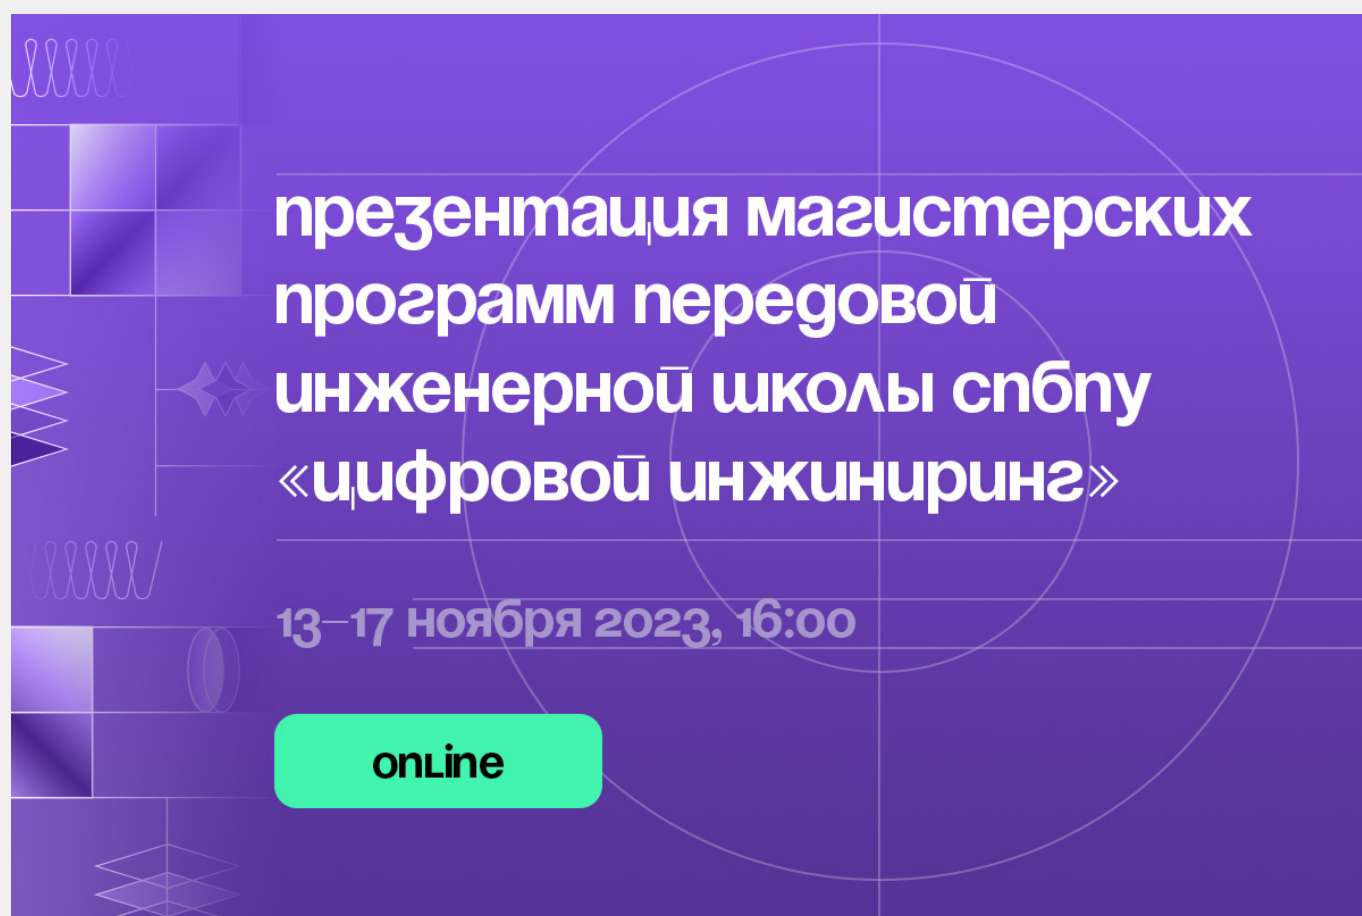 презентация магистерских
программ передовой
инженерной школы спбпу
«цифровой инжиниринг»
13–17 ноября 2023, 16:00
online